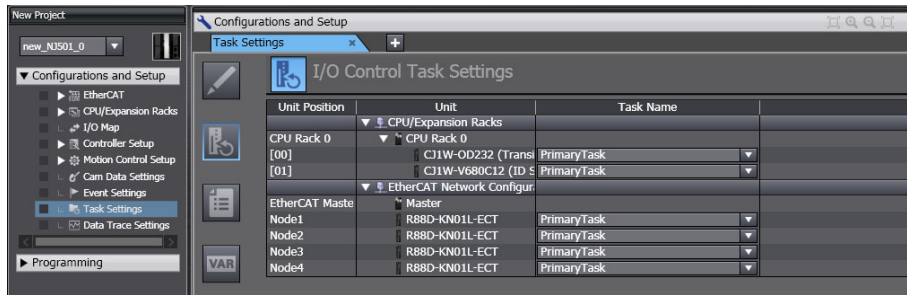 New Project
new_NJ501_0
Configurations and Setup
EtherCAT
CPU/Expansion Racks
I/O Map
Controller Setup
Motion Control Setup
Cam Data Settings
Event Settings
Task Settings
Data Trace Settings
Programming
Configurations and Setup
Task Settings
I/O Control Task Settings
Unit Position Unit Task Name
CPU/Expansion Racks
CPU Rack 0 CPU Rack 0
[00] CJ1W-OD232 (Transi PrimaryTask
[01] CJ1W-V680C12 (ID S PrimaryTask
EtherCAT Network Configur
EtherCAT Maste Master
Node1 R88D-KN01L-ECT PrimaryTask
Node2 R88D-KN01L-ECT PrimaryTask
Node3 R88D-KN01L-ECT PrimaryTask
Node4 R88D-KN01L-ECT PrimaryTask
VAR